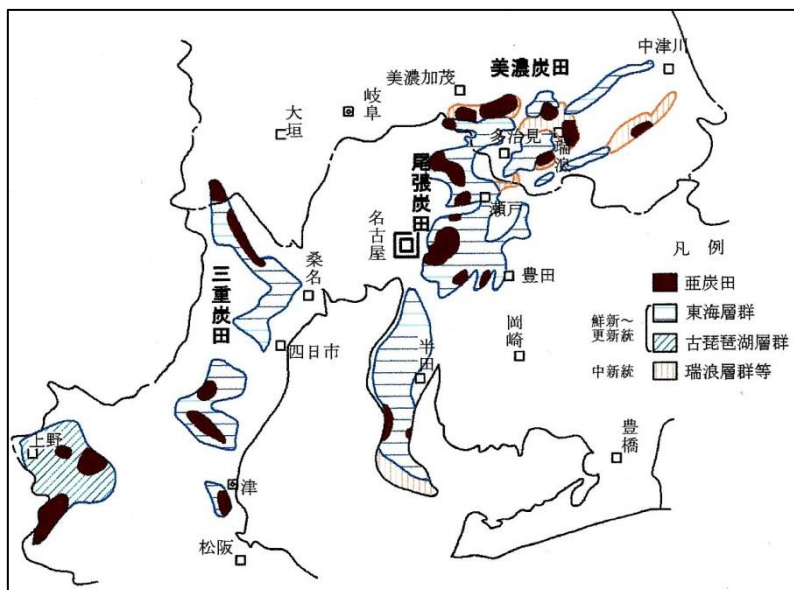 中津川
美濃炭田
美濃加茂
岐阜
大垣
多治見
瑞浪
尾張炭田
瀬戸
名古屋
凡例
亜炭田
東海層群
鮮新～
更新統
古琵琶湖層群
中新統
瑞浪層群等
豊田
桑名
三重炭田
岡崎
四日市
半田
豊橋
上野
津
松阪